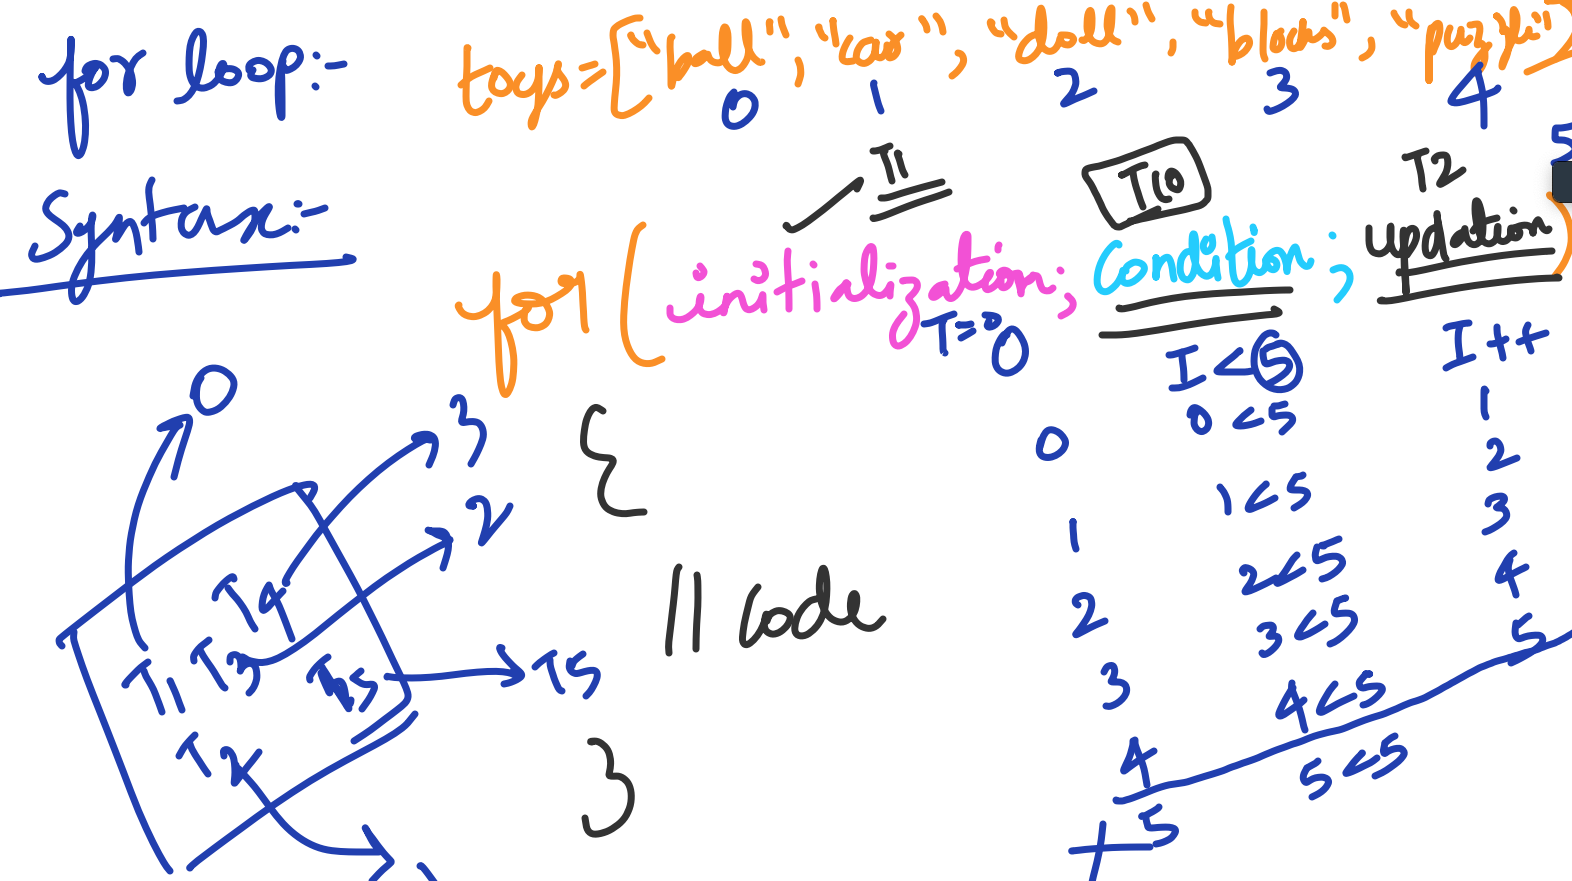 for loop:-
toys=["ball", "car", "doll", "blocks", "puzzle"]
0 1 2 3 4 5
Syntax:-
T1 T10 T2
for (initialization; condition; updation)
I=0 I<5 I++
{
0 0<5 1
1 1<5 2
2 2<5 3
3 3<5 4
4 4<5 5
5 5<5
// code
}
0
3
2
T4
T1 T3 T5 → T5
T2